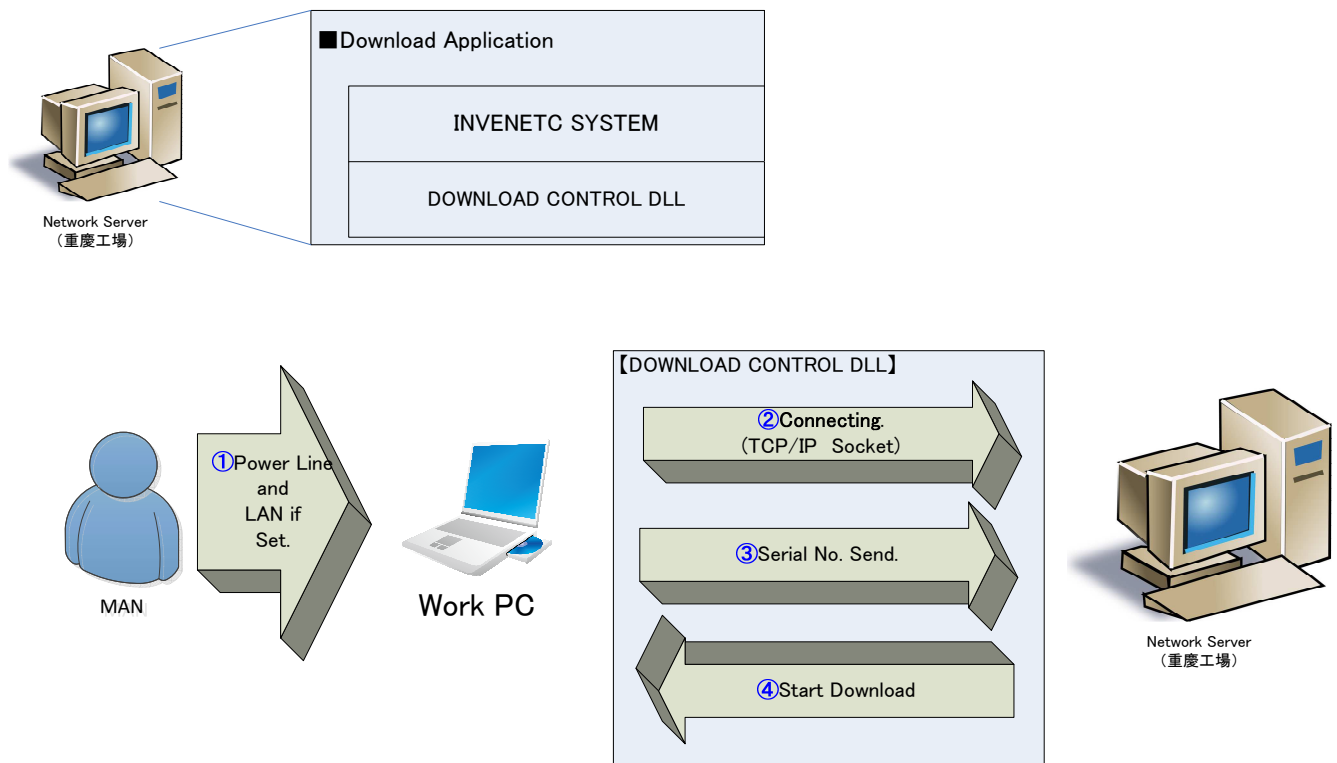 ■Download Application
INVENETC SYSTEM
DOWNLOAD CONTROL DLL
Network Server
(重慶工場)
【DOWNLOAD CONTROL DLL】
①Power Line
and
LAN if
Set.
MAN
Work PC
②Connecting.
(TCP/IP Socket)
③Serial No. Send.
④Start Download
Network Server
(重慶工場)